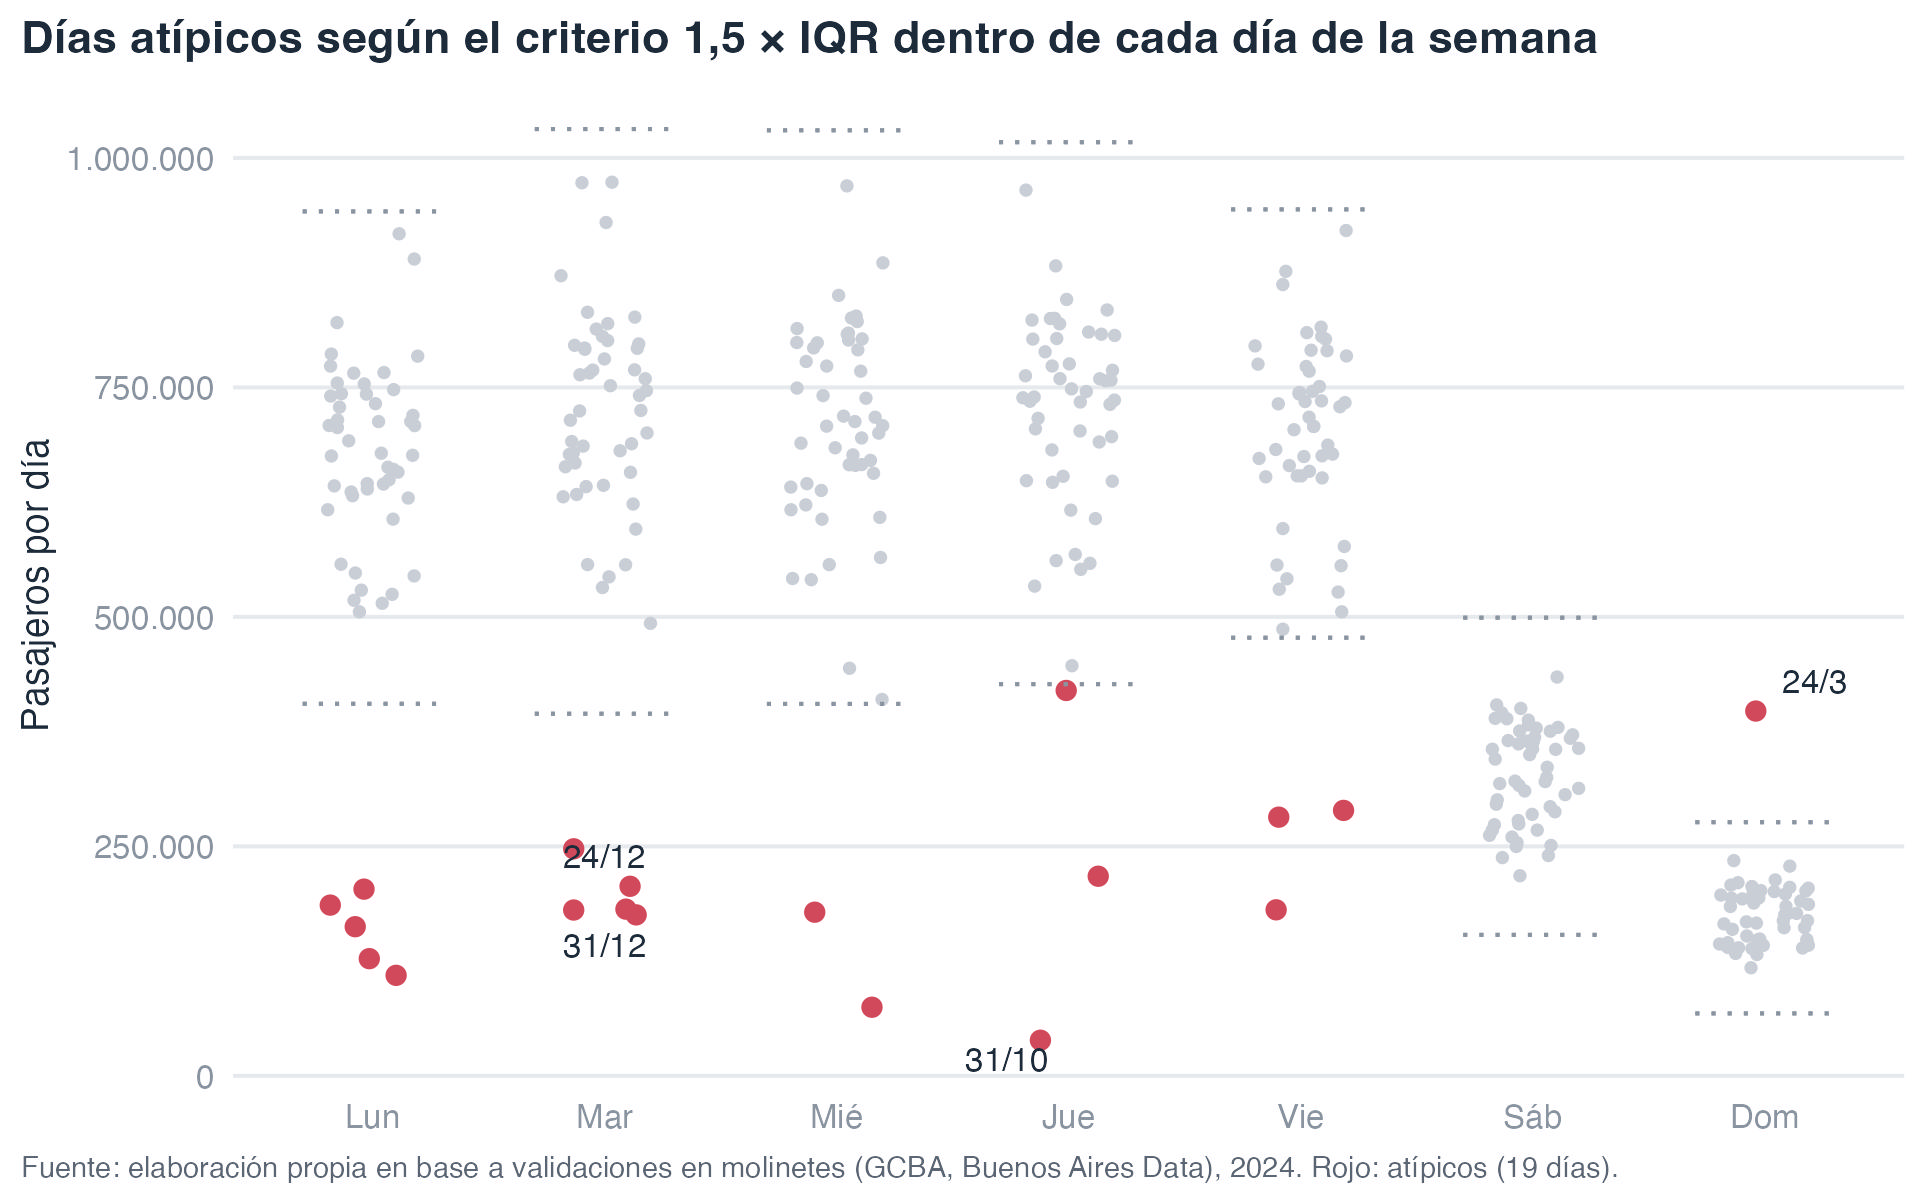 Días atípicos según el criterio 1,5 × IQR dentro de cada día de la semana
Pasajeros por día
1.000.000
750.000
500.000
250.000
0
24/3
24/12
31/12
31/10
Lun Mar Mié Jue Vie Sáb Dom
Fuente: elaboración propia en base a validaciones en molinetes (GCBA, Buenos Aires Data), 2024. Rojo: atípicos (19 días).